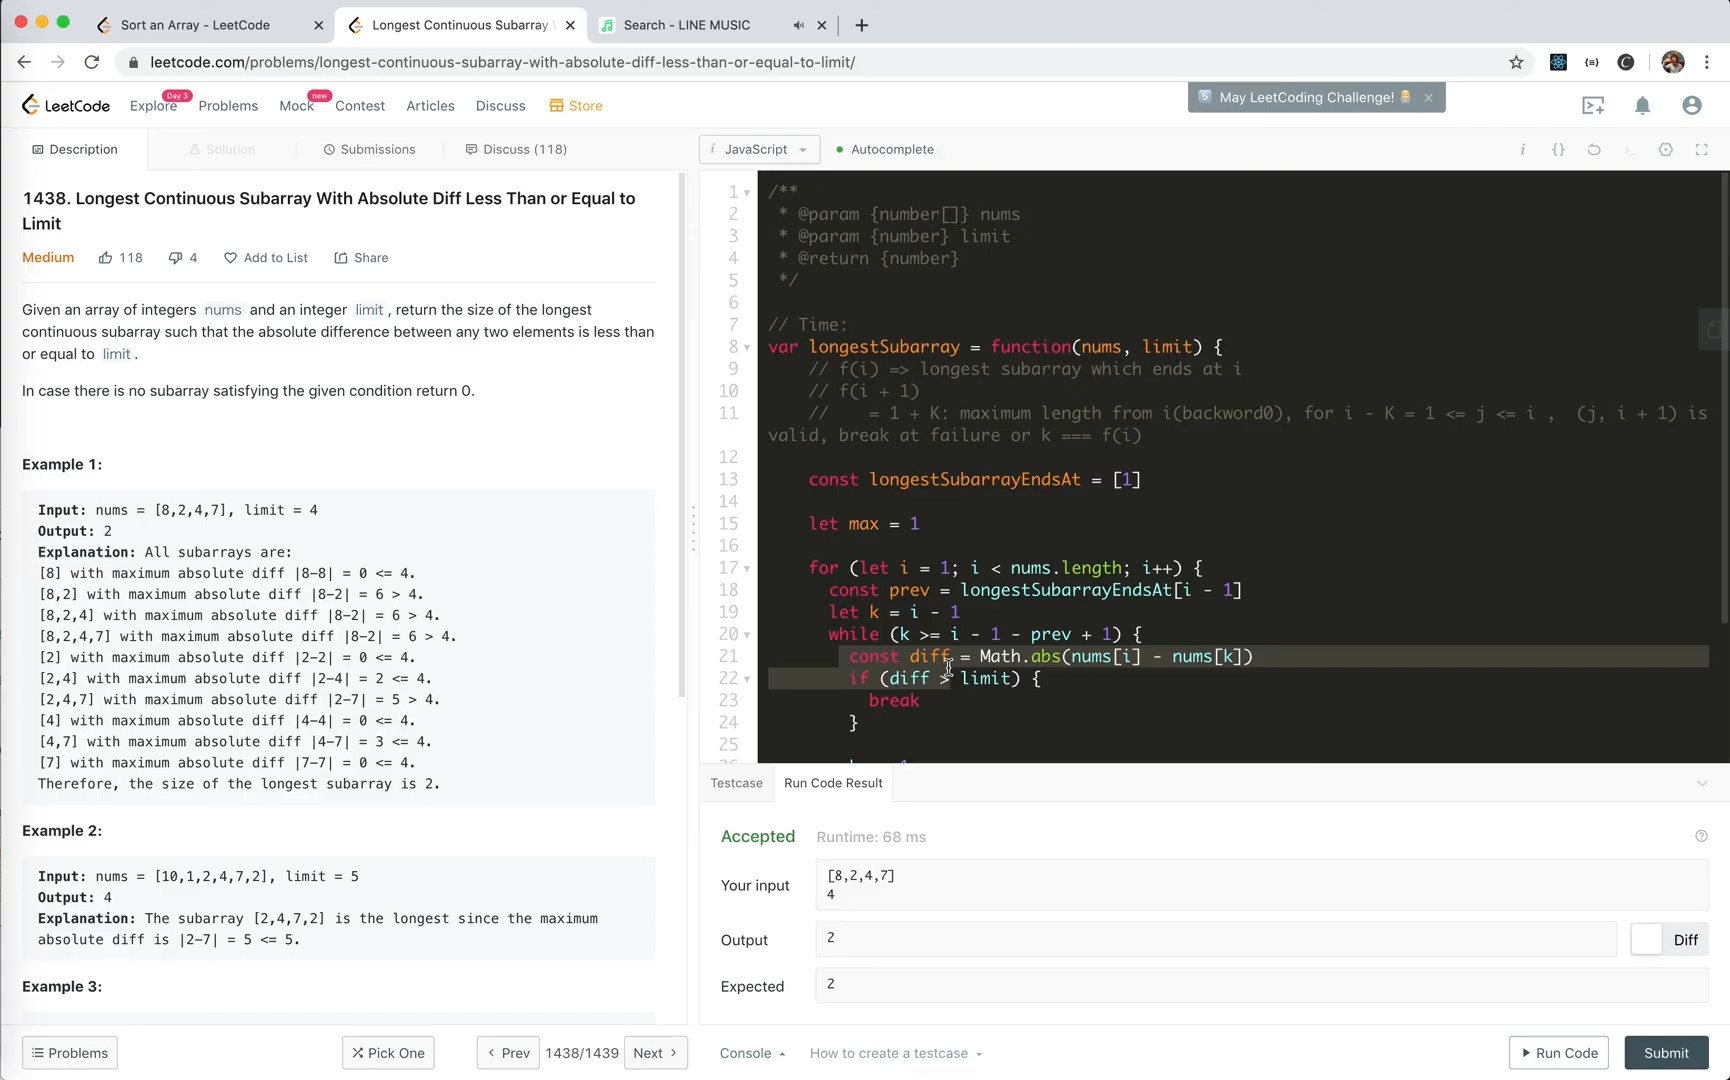 Sort an Array - LeetCode
Longest Continuous Subarray
Search - LINE MUSIC
leetcode.com/problems/longest-continuous-subarray-with-absolute-diff-less-than-or-equal-to-limit/
LeetCode
Explore
Day 3
Problems
Mock
new
Contest
Articles
Discuss
Store
May LeetCoding Challenge!
Description
Solution
Submissions
Discuss (118)
i JavaScript
Autocomplete
1438. Longest Continuous Subarray With Absolute Diff Less Than or Equal to
Limit
Medium
118
4
Add to List
Share
Given an array of integers nums and an integer limit, return the size of the longest
continuous subarray such that the absolute difference between any two elements is less than
or equal to limit.
In case there is no subarray satisfying the given condition return 0.
Example 1:
Input: nums = [8,2,4,7], limit = 4
Output: 2
Explanation: All subarrays are:
[8] with maximum absolute diff |8-8| = 0 <= 4.
[8,2] with maximum absolute diff |8-2| = 6 > 4.
[8,2,4] with maximum absolute diff |8-2| = 6 > 4.
[8,2,4,7] with maximum absolute diff |8-2| = 6 > 4.
[2] with maximum absolute diff |2-2| = 0 <= 4.
[2,4] with maximum absolute diff |2-4| = 2 <= 4.
[2,4,7] with maximum absolute diff |2-7| = 5 > 4.
[4] with maximum absolute diff |4-4| = 0 <= 4.
[4,7] with maximum absolute diff |4-7| = 3 <= 4.
[7] with maximum absolute diff |7-7| = 0 <= 4.
Therefore, the size of the longest subarray is 2.
Example 2:
Input: nums = [10,1,2,4,7,2], limit = 5
Output: 4
Explanation: The subarray [2,4,7,2] is the longest since the maximum
absolute diff is |2-7| = 5 <= 5.
Example 3:
Problems
Pick One
Prev
1438/1439
Next
1 /**
2 * @param {number[]} nums
3 * @param {number} limit
4 * @return {number}
5 */
6
7 // Time:
8 var longestSubarray = function(nums, limit) {
9 // f(i) => longest subarray which ends at i
10 // f(i + 1)
11 // = 1 + K: maximum length from i(backword0), for i - K = 1 <= j <= i , (j, i + 1) is
valid, break at failure or k === f(i)
12
13 const longestSubarrayEndsAt = [1]
14
15 let max = 1
16
17 for (let i = 1; i < nums.length; i++) {
18 const prev = longestSubarrayEndsAt[i - 1]
19 let k = i - 1
20 while (k >= i - 1 - prev + 1) {
21 const diff = Math.abs(nums[i] - nums[k])
22 if (diff > limit) {
23 break
24 }
25
Testcase
Run Code Result
Accepted
Runtime: 68 ms
Your input
[8,2,4,7]
4
Output
2
Diff
Expected
2
Console
How to create a testcase
Run Code
Submit